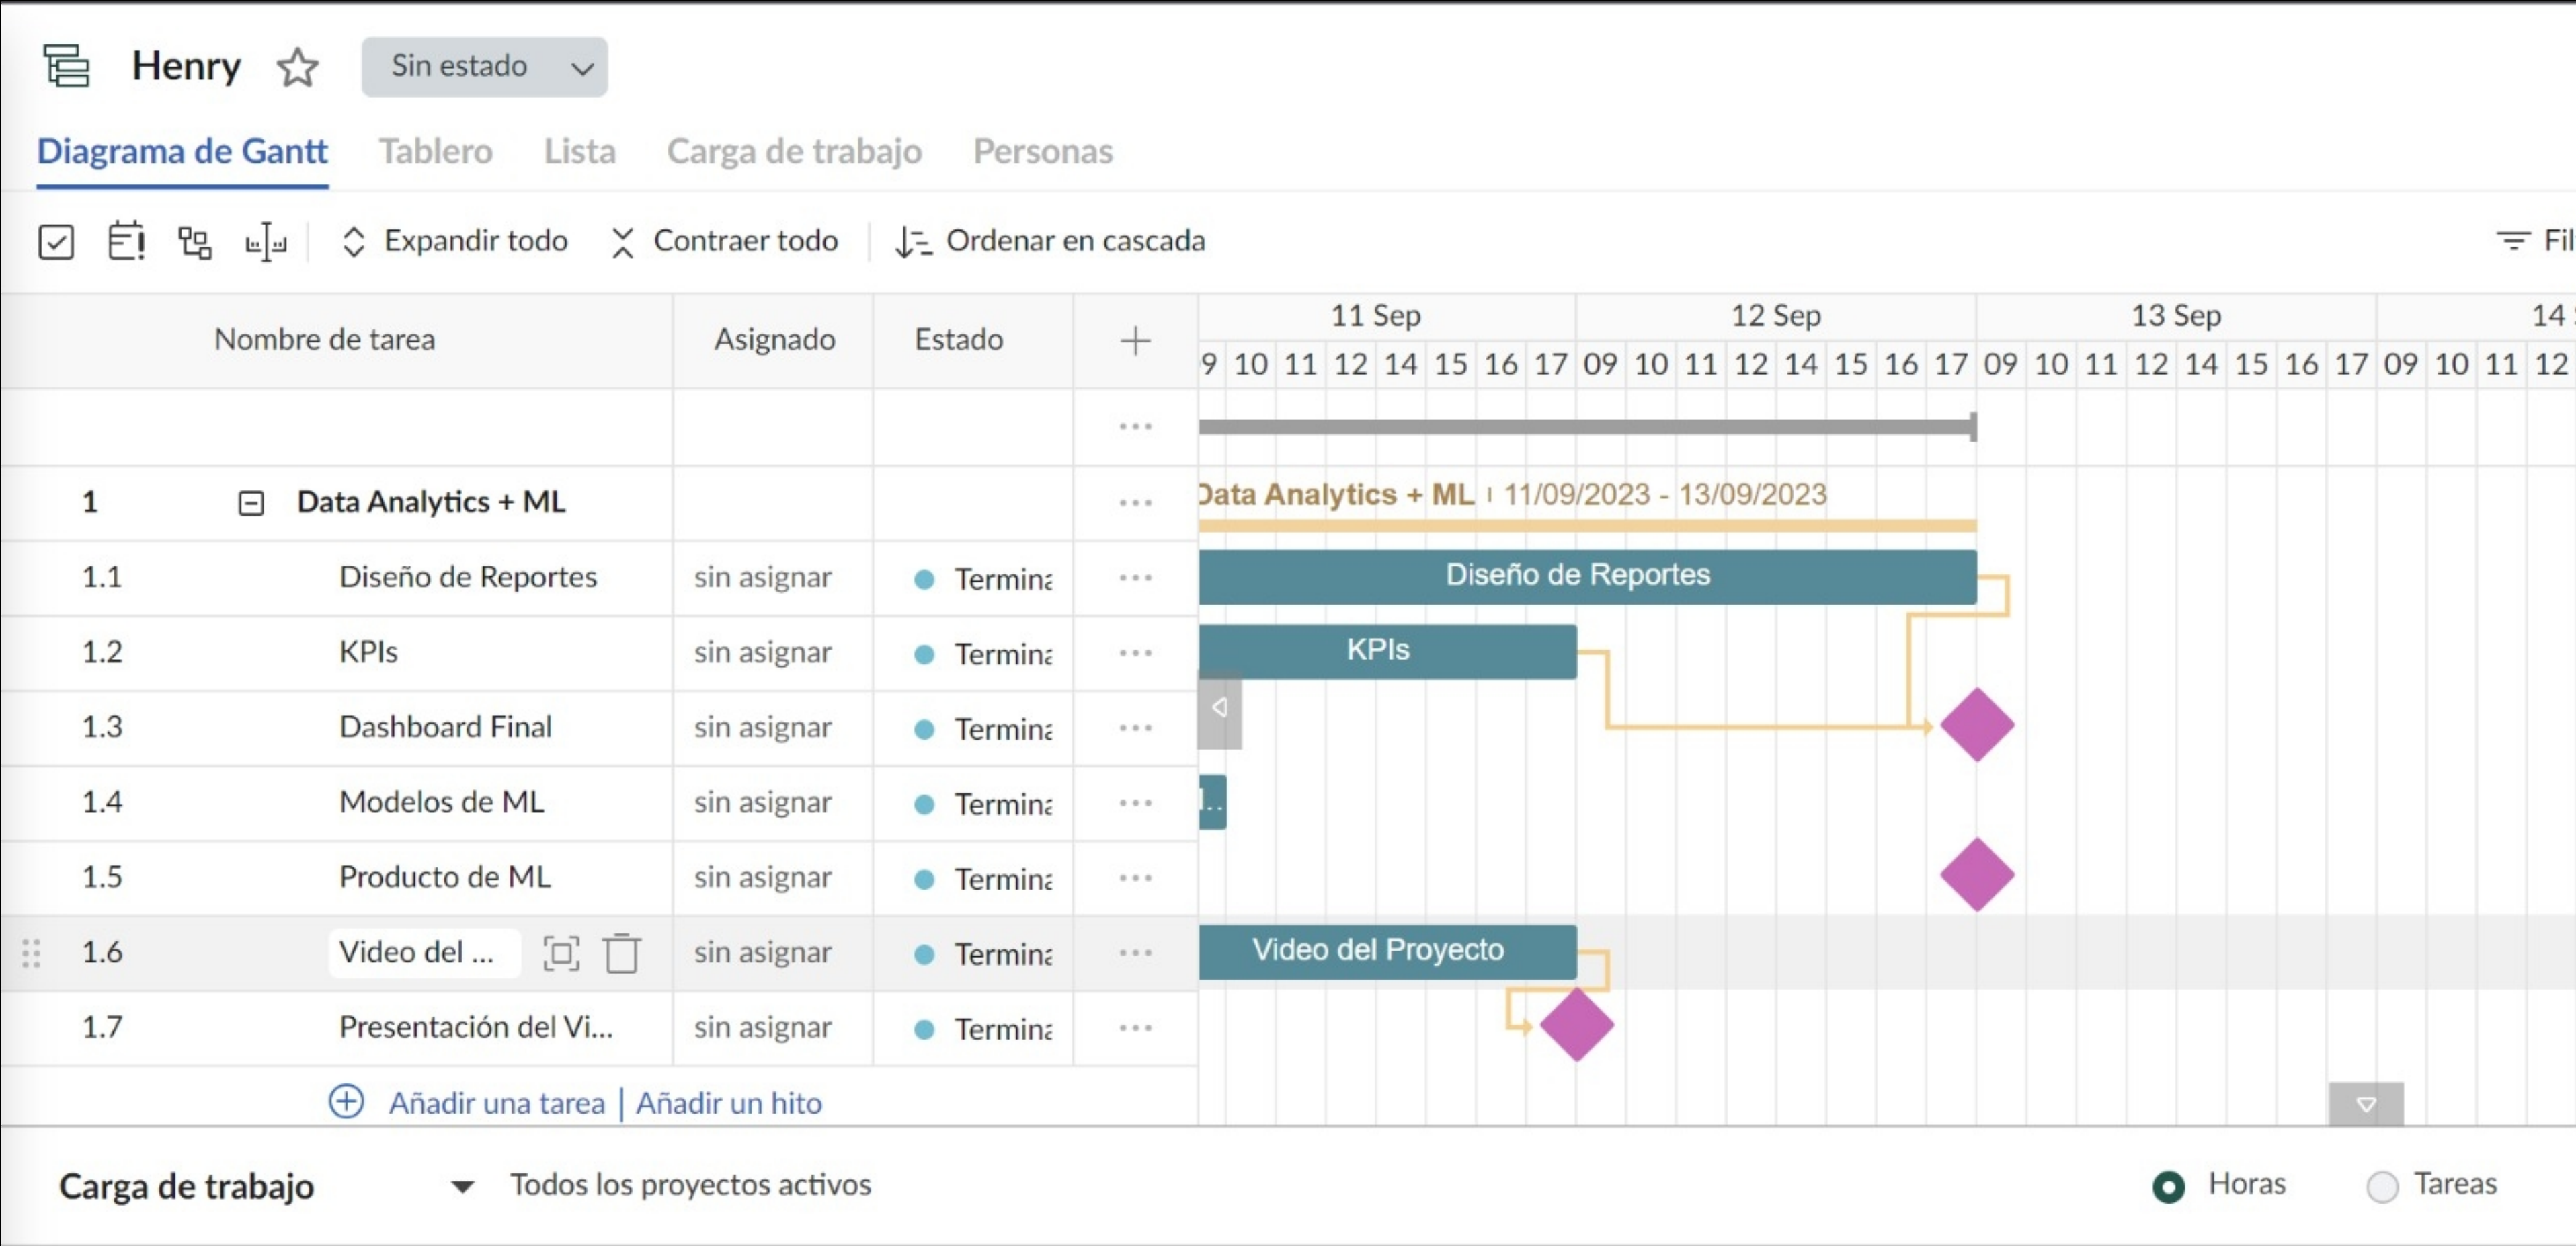 Henry Sin estado
Diagrama de Gantt Tablero Lista Carga de trabajo Personas
Expandir todo Contraer todo Ordenar en cascada Fil
Nombre de tarea Asignado Estado 11 Sep 12 Sep 13 Sep 14
9 10 11 12 14 15 16 17 09 10 11 12 14 15 16 17 09 10 11 12 14 15 16 17 09 10 11 12
1 Data Analytics + ML Data Analytics + ML 11/09/2023 - 13/09/2023
1.1 Diseño de Reportes sin asignar Termina Diseño de Reportes
1.2 KPIs sin asignar Termina KPIs
1.3 Dashboard Final sin asignar Termina
1.4 Modelos de ML sin asignar Termina
1.5 Producto de ML sin asignar Termina
1.6 Video del ... sin asignar Termina Video del Proyecto
1.7 Presentación del Vi... sin asignar Termina
Añadir una tarea | Añadir un hito
Carga de trabajo Todos los proyectos activos Horas Tareas